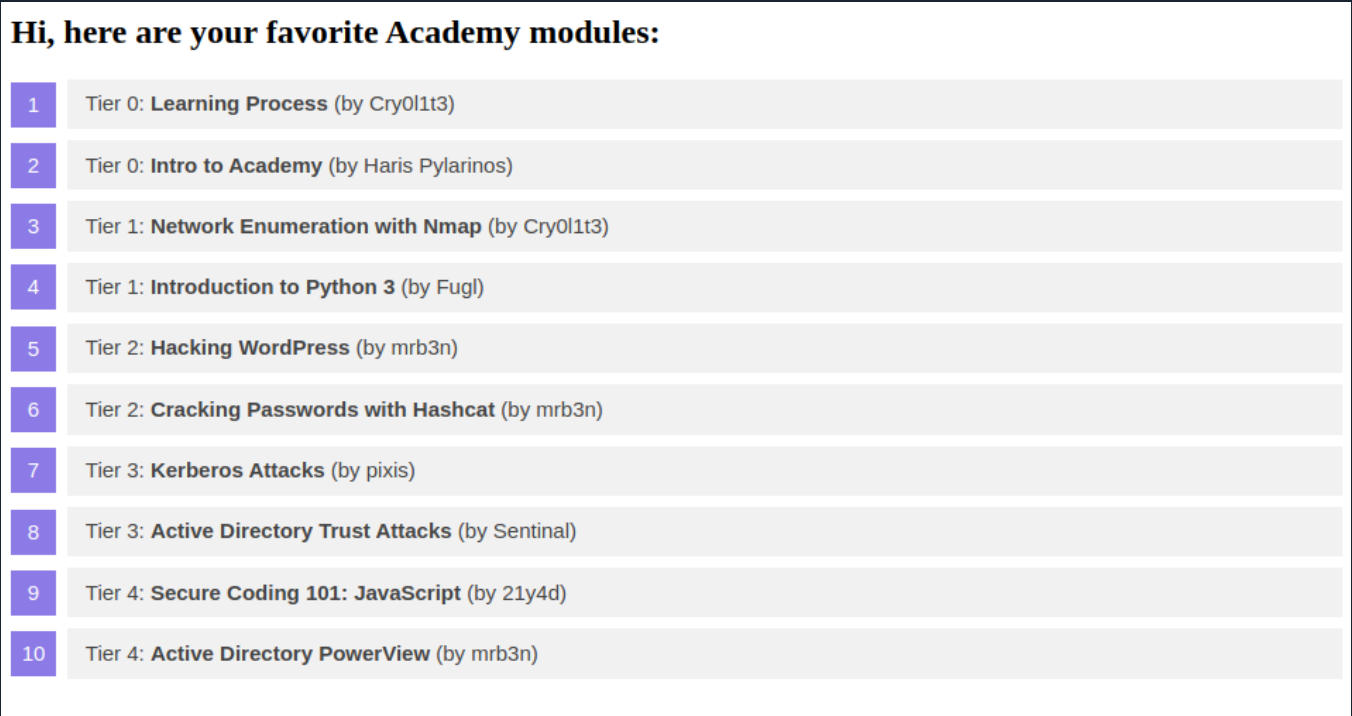 Hi, here are your favorite Academy modules:
1 Tier 0: Learning Process (by Cry0l1t3)
2 Tier 0: Intro to Academy (by Haris Pylarinos)
3 Tier 1: Network Enumeration with Nmap (by Cry0l1t3)
4 Tier 1: Introduction to Python 3 (by Fugl)
5 Tier 2: Hacking WordPress (by mrb3n)
6 Tier 2: Cracking Passwords with Hashcat (by mrb3n)
7 Tier 3: Kerberos Attacks (by pixis)
8 Tier 3: Active Directory Trust Attacks (by Sentinal)
9 Tier 4: Secure Coding 101: JavaScript (by 21y4d)
10 Tier 4: Active Directory PowerView (by mrb3n)